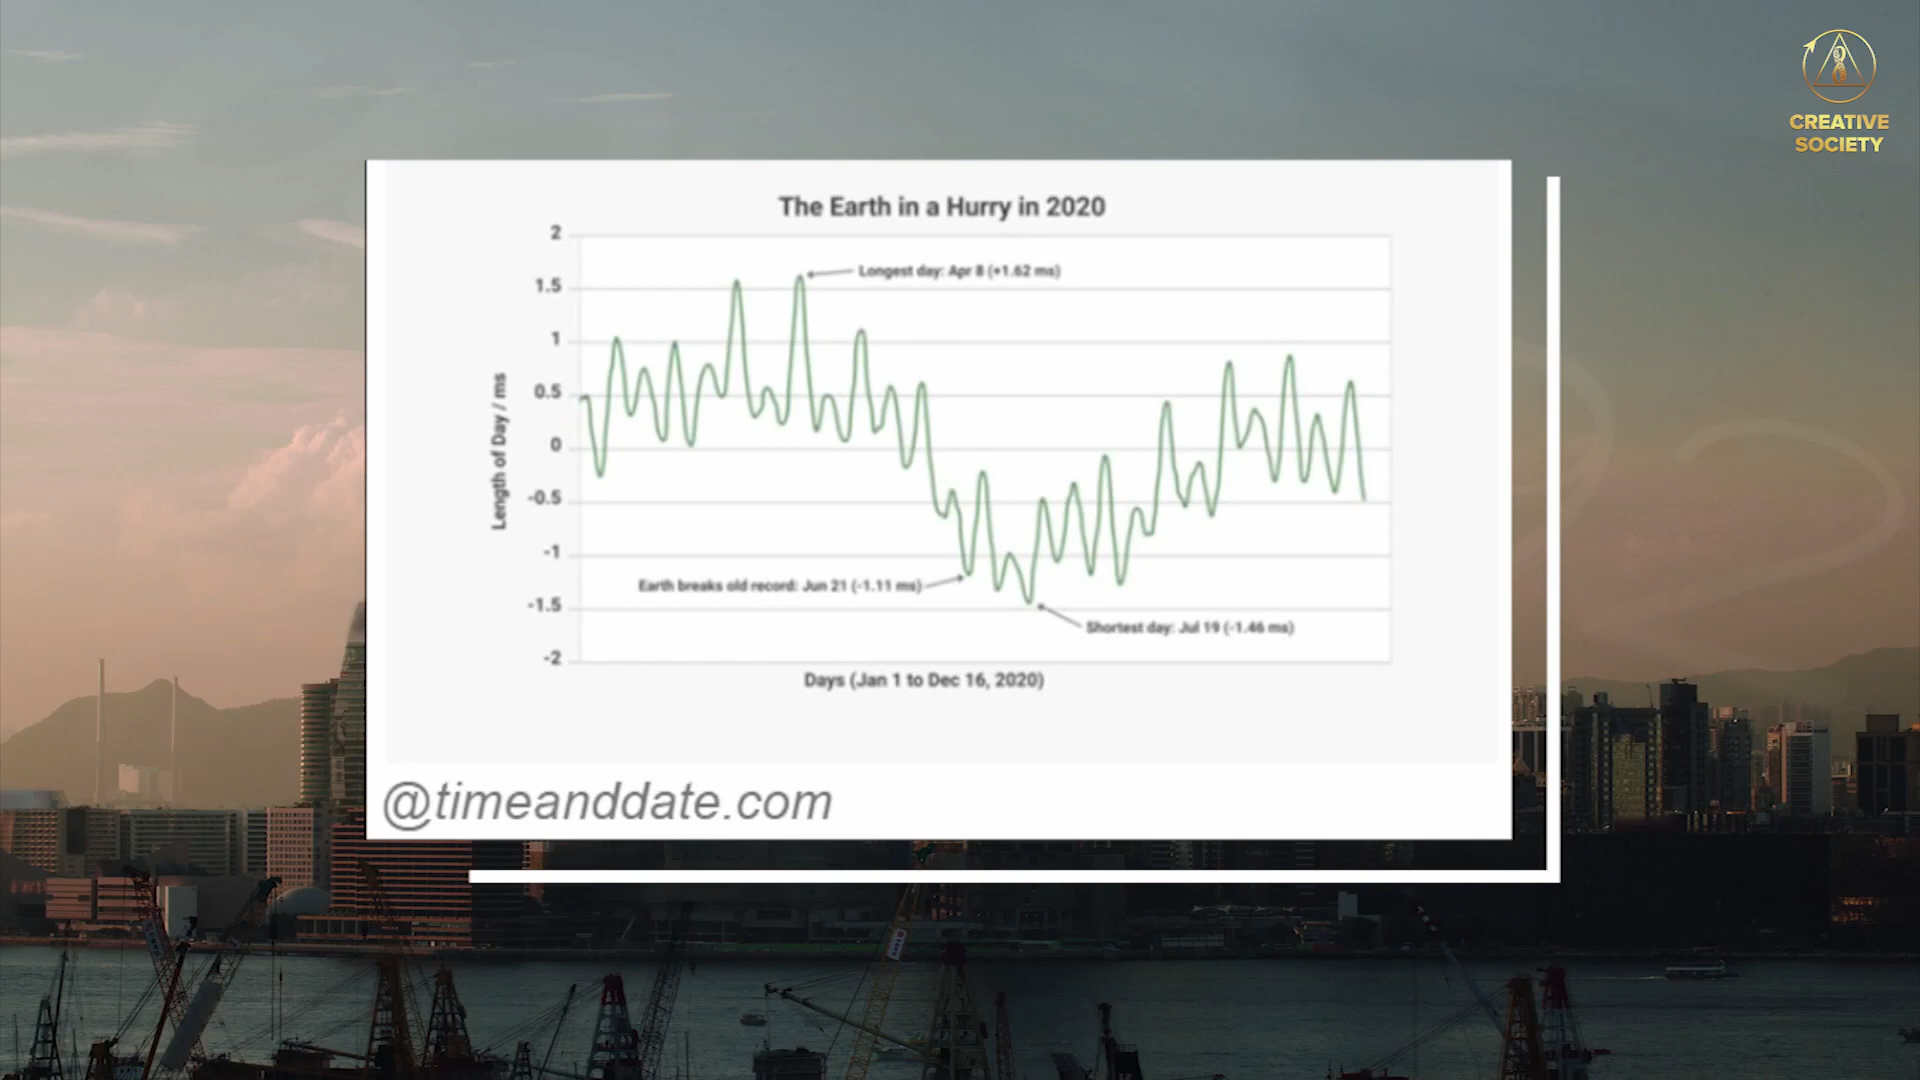 CREATIVE
SOCIETY
The Earth in a Hurry in 2020
2
Longest day: Apr 8 (+1.62 ms)
1.5
1
0.5
Length of Day / ms
0
-0.5
-1
Earth breaks old record: Jun 21 (-1.11 ms)
-1.5
Shortest day: Jul 19 (-1.46 ms)
-2
Days (Jan 1 to Dec 16, 2020)
@timeanddate.com